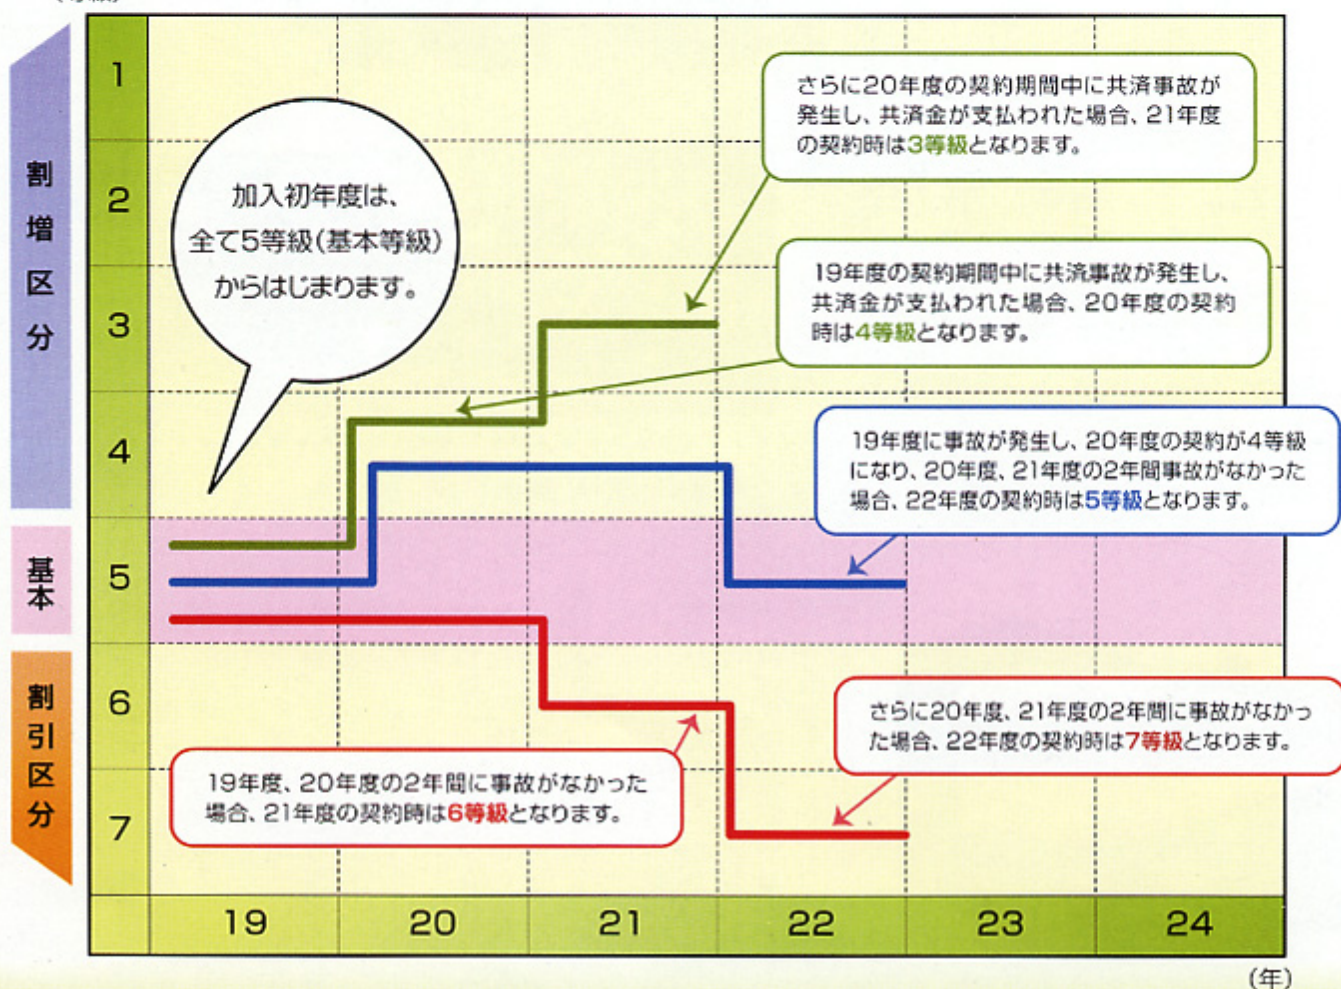 割増区分
基本
割引区分
1
2
3
4
5
6
7
加入初年度は、
全て5等級(基本等級)
からはじまります。
さらに20年度の契約期間中に共済事故が
発生し、共済金が支払われた場合、21年度
の契約時は3等級となります。
19年度の契約期間中に共済事故が発生し、
共済金が支払われた場合、20年度の契約
時は4等級となります。
19年度に事故が発生し、20年度の契約が4等級
になり、20年度、21年度の2年間事故がなかった
場合、22年度の契約時は5等級となります。
さらに20年度、21年度の2年間に事故がなかっ
た場合、22年度の契約時は7等級となります。
19年度、20年度の2年間に事故がなかった
場合、21年度の契約時は6等級となります。
19 20 21 22 23 24
(年)